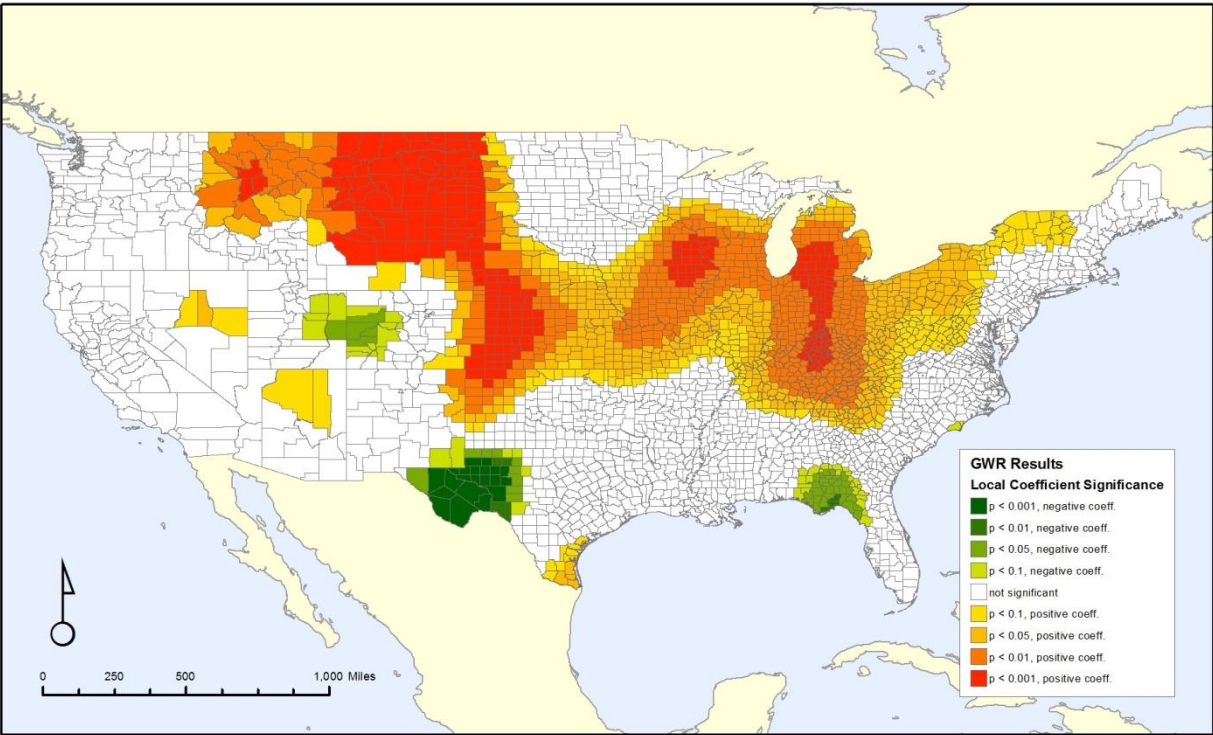 GWR Results
Local Coefficient Significance
p < 0.001, negative coeff.
p < 0.01, negative coeff.
p < 0.05, negative coeff.
p < 0.1, negative coeff.
not significant
p < 0.1, positive coeff.
p < 0.05, positive coeff.
p < 0.01, positive coeff.
p < 0.001, positive coeff.
0 250 500 1,000 Miles